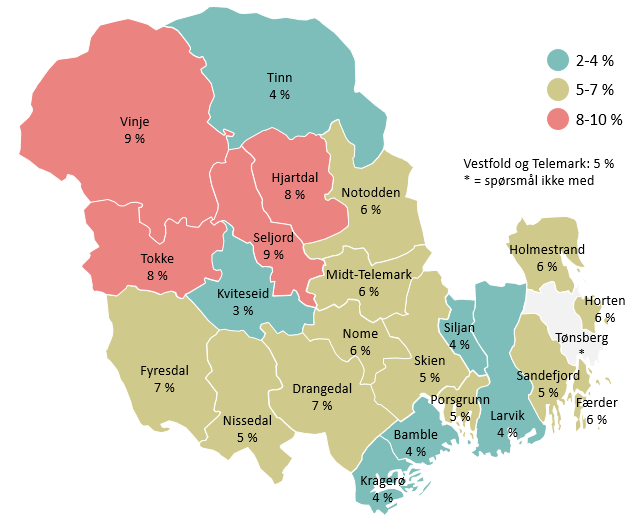 Tinn
4 %
2-4 %
5-7 %
8-10 %
Vinje
9 %
Vestfold og Telemark: 5 %
* = spørsmål ikke med
Hjartdal
8 %
Notodden
6 %
Seljord
9 %
Tokke
8 %
Holmestrand
6 %
Midt-Telemark
6 %
Kviteseid
3 %
Horten
6 %
Siljan
4 %
Tønsberg
*
Nome
6 %
Skien
5 %
Fyresdal
7 %
Sandefjord
5 %
Drangedal
7 %
Porsgrunn
5 %
Færder
6 %
Nissedal
5 %
Larvik
4 %
Bamble
4 %
Kragerø
4 %